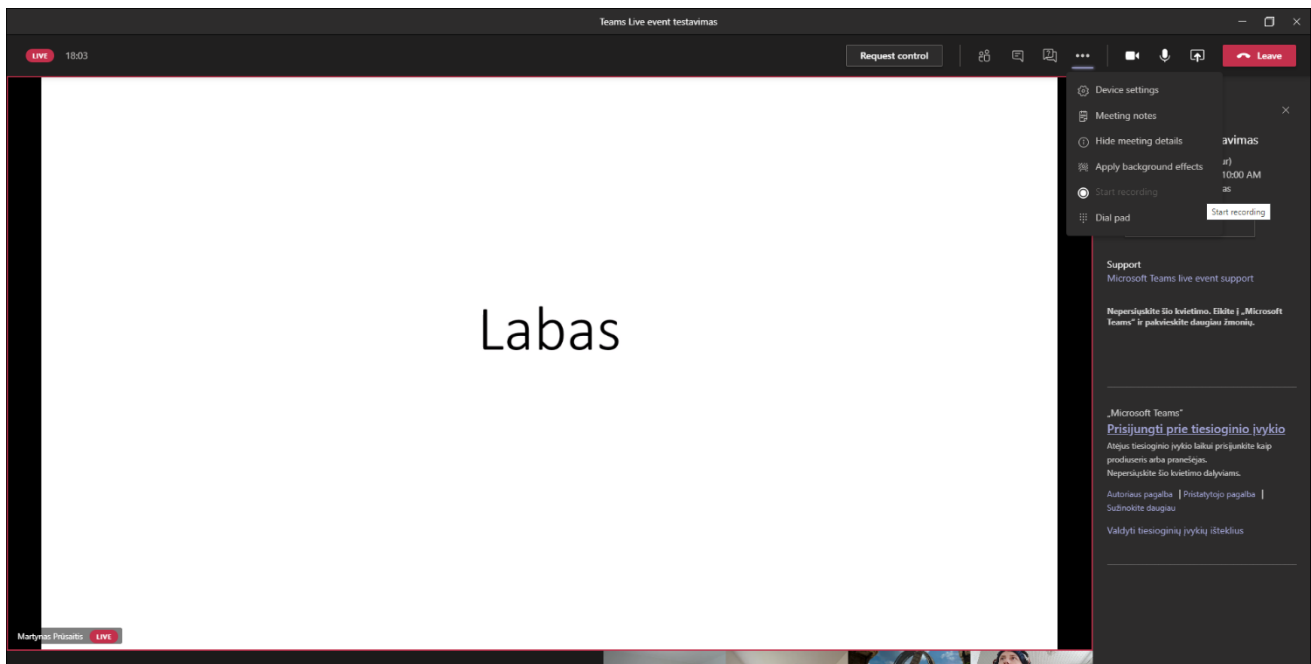 Teams Live event testavimas
LIVE 18:03 Request control Leave
Device settings
Meeting notes
Hide meeting details
Apply background effects
Start recording
Dial pad
Start recording
avimas
ur)
10:00 AM
as
Support
Microsoft Teams live event support
Nepersiųskite šio kvietimo. Eikite į „Microsoft
Teams“ ir pakvieskite daugiau žmonių.
Labas
„Microsoft Teams“
Prisijungti prie tiesioginio įvykio
Atėjus tiesioginio įvykio laikui prisijunkite kaip
prodiuseris arba pranešėjas.
Nepersiųskite šio kvietimo dalyviams.
Autoriaus pagalba | Pristatytojo pagalba |
Sužinokite daugiau
Valdyti tiesioginių įvykių išteklius
Martynas Prūsaitis LIVE